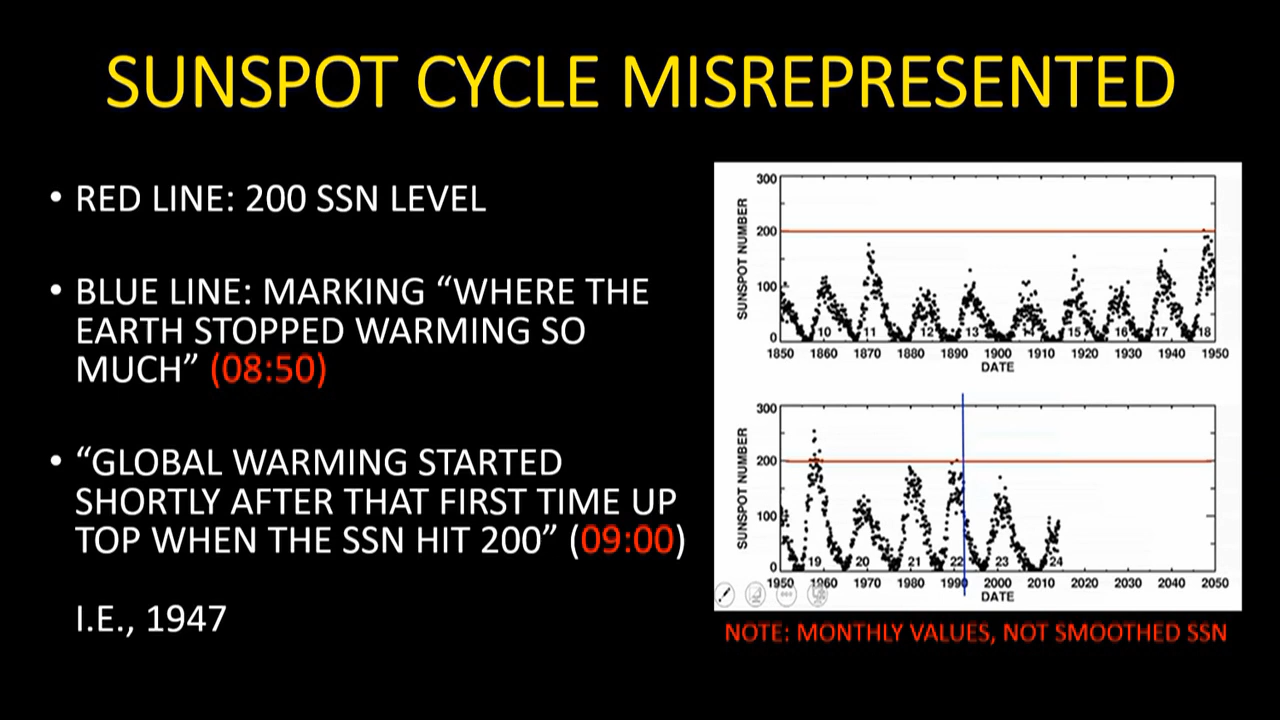 SUNSPOT CYCLE MISREPRESENTED
• RED LINE: 200 SSN LEVEL
• BLUE LINE: MARKING “WHERE THE
EARTH STOPPED WARMING SO
MUCH” (08:50)
• “GLOBAL WARMING STARTED
SHORTLY AFTER THAT FIRST TIME UP
TOP WHEN THE SSN HIT 200” (09:00)
I.E., 1947
SUNSPOT NUMBER
300
200
100
0
10 11 12 13 14 15 16 17 18
1850 1860 1870 1880 1890 1900 1910 1920 1930 1940 1950
DATE
SUNSPOT NUMBER
300
200
100
0
19 20 21 22 23 24
1950 1960 1970 1980 1990 2000 2010 2020 2030 2040 2050
DATE
NOTE: MONTHLY VALUES, NOT SMOOTHED SSN